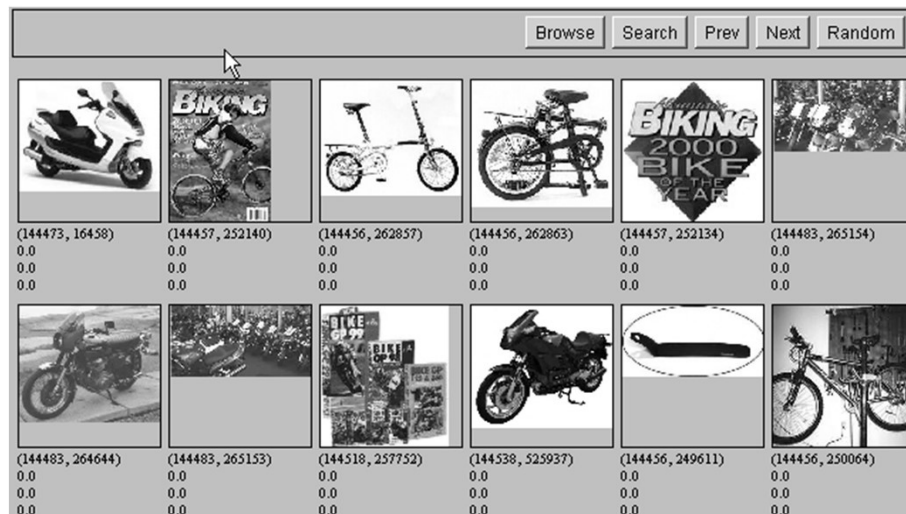 Browse Search Prev Next Random
BIKING
BIKING
2000
BIKE
OF THE
YEAR
(144473, 16458) (144457, 252140) (144456, 262857) (144456, 262863) (144457, 252134) (144483, 265154)
0.0 0.0 0.0 0.0 0.0 0.0
0.0 0.0 0.0 0.0 0.0 0.0
0.0 0.0 0.0 0.0 0.0 0.0
BIKE
GP 99
BIKE
BIKE GP
(144483, 264644) (144483, 265153) (144518, 257752) (144538, 525937) (144456, 249611) (144456, 250064)
0.0 0.0 0.0 0.0 0.0 0.0
0.0 0.0 0.0 0.0 0.0 0.0
0.0 0.0 0.0 0.0 0.0 0.0